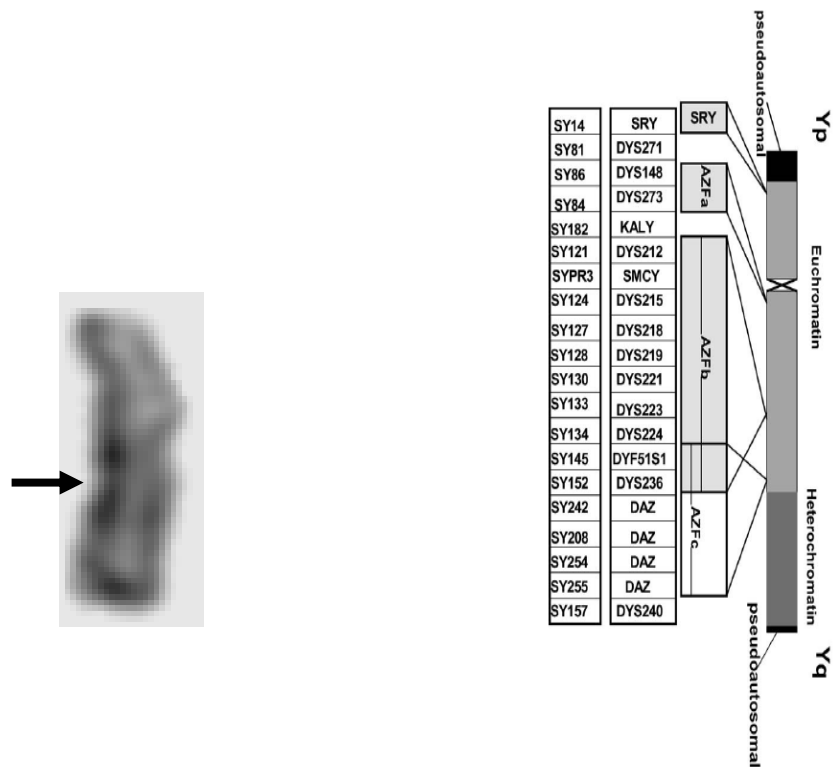 pseudoautosomal
Yp
SY14 SRY SRY
SY81 DYS271
SY86 DYS148 AZFa
SY84 DYS273
SY182 KALY
SY121 DYS212 Euchromatin
SYPR3 SMCY
SY124 DYS215
SY127 DYS218 AZFb
SY128 DYS219
SY130 DYS221
SY133 DYS223
SY134 DYS224
SY145 DYF51S1
SY152 DYS236
SY242 DAZ AZFc
SY208 DAZ Heterochromatin
SY254 DAZ
SY255 DAZ
SY157 DYS240
pseudoautosomal
Yq